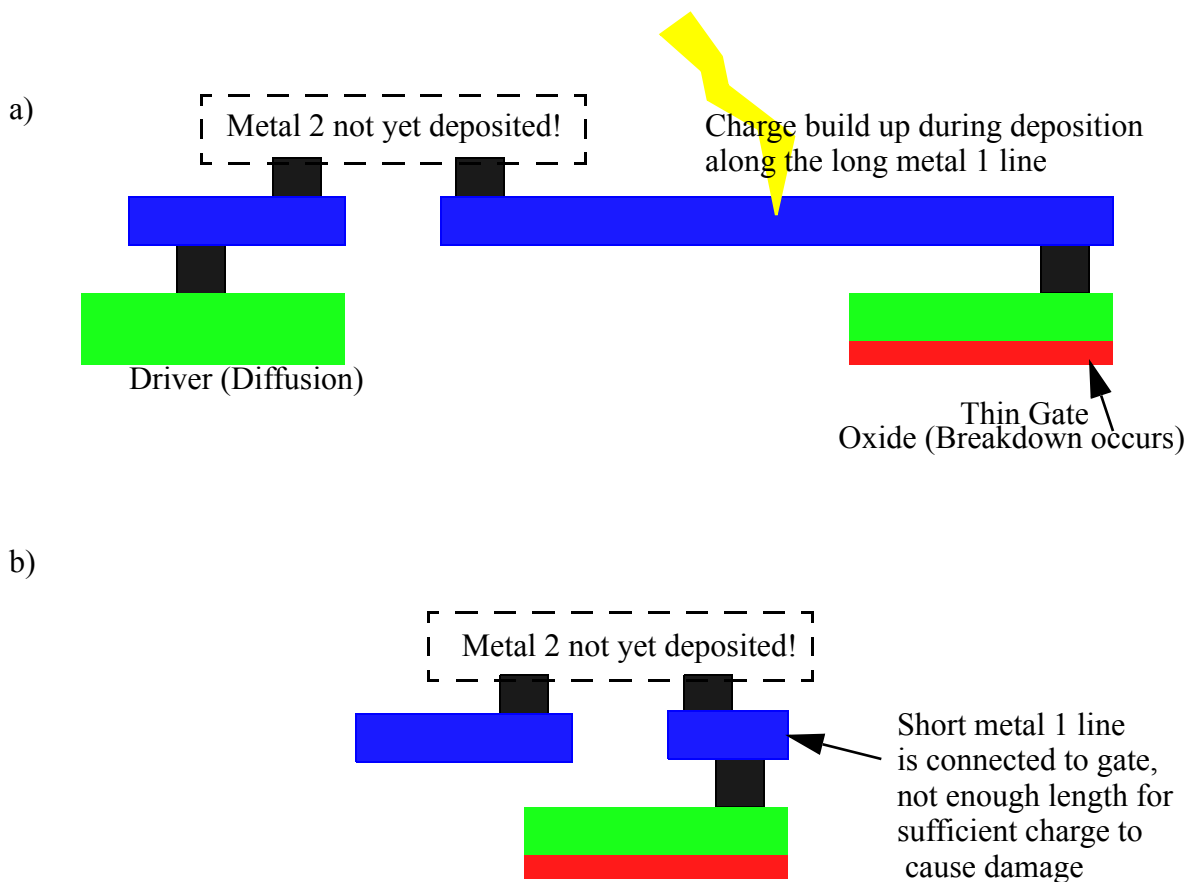 a)
Metal 2 not yet deposited!
Charge build up during deposition
along the long metal 1 line
Driver (Diffusion)
Thin Gate
Oxide (Breakdown occurs)
b)
Metal 2 not yet deposited!
Short metal 1 line
is connected to gate,
not enough length for
sufficient charge to
cause damage